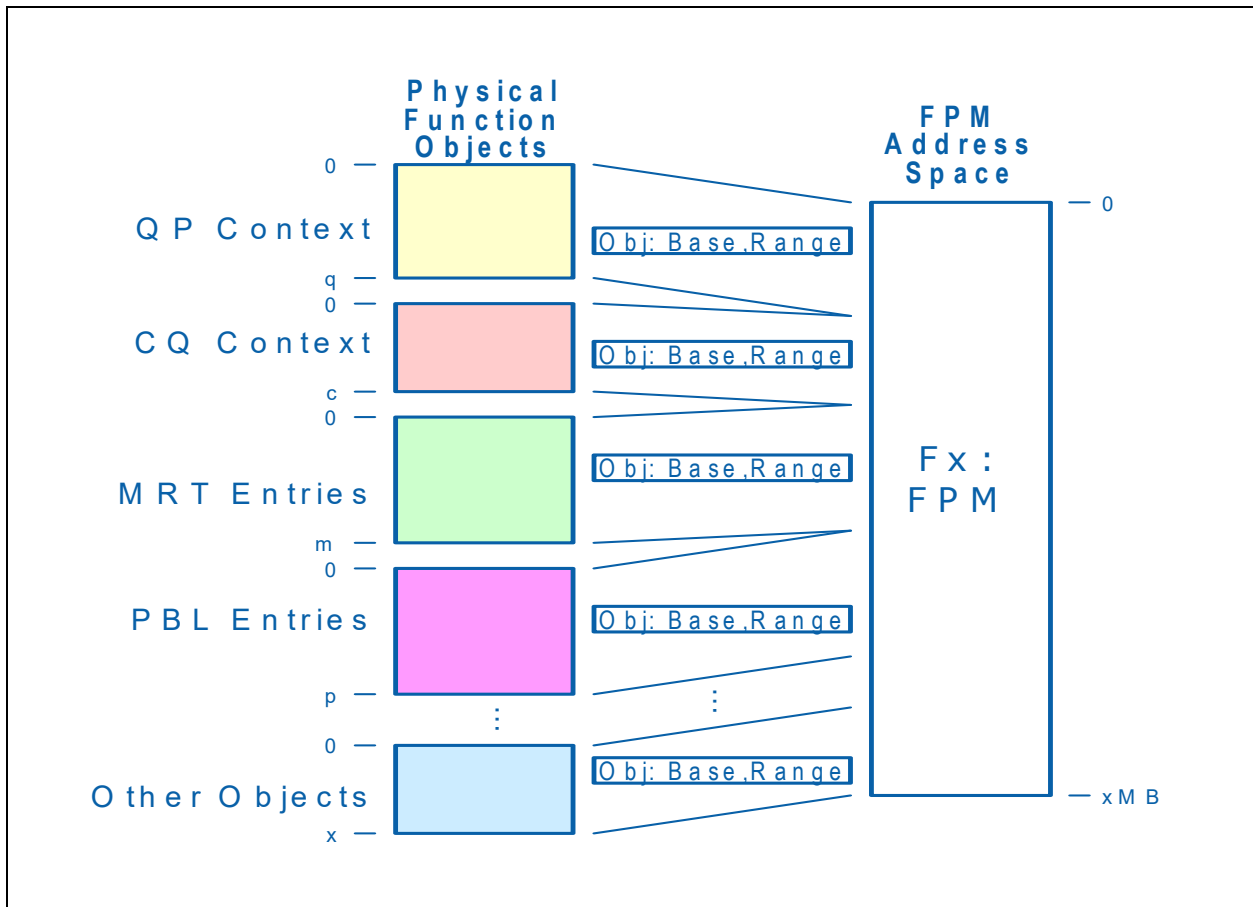 Physical
Function
Objects
FPM
Address
Space
0
0
QP Context
Obj: Base,Range
q
0
CQ Context
Obj: Base,Range
c
0
MRT Entries
Obj: Base,Range
Fx:
FPM
m
0
PBL Entries
Obj: Base,Range
p
⋮
⋮
0
Other Objects
Obj: Base,Range
xMB
x